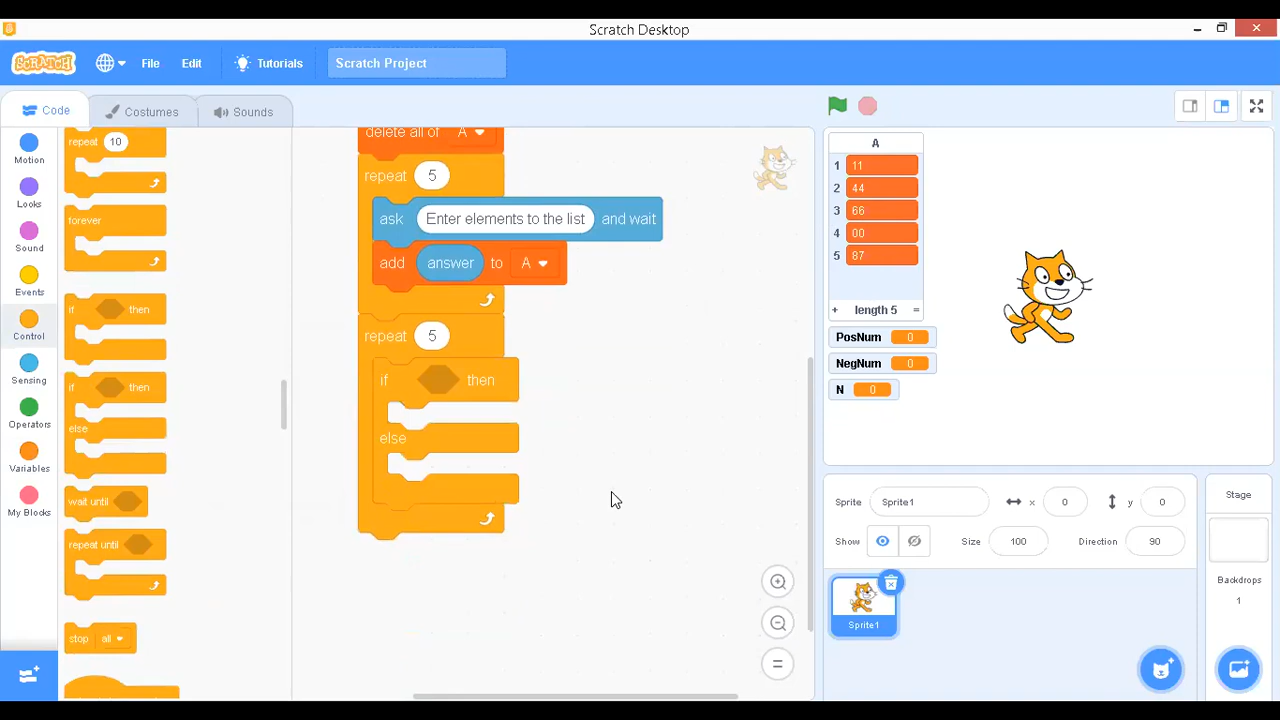 Scratch Desktop
SCRATCH File Edit Tutorials Scratch Project
Code Costumes Sounds
Motion
Looks
Sound
Events
Control
Sensing
Operators
Variables
My Blocks
repeat 10
forever
if then
if then
else
wait until
repeat until
stop all
delete all of A
repeat 5
ask Enter elements to the list and wait
add answer to A
repeat 5
if then
else
A
1 11
2 44
3 66
4 00
5 87
+ length 5 =
PosNum 0
NegNum 0
N 0
Sprite Sprite1 x 0 y 0
Show Size 100 Direction 90
Sprite1
Stage
Backdrops
1